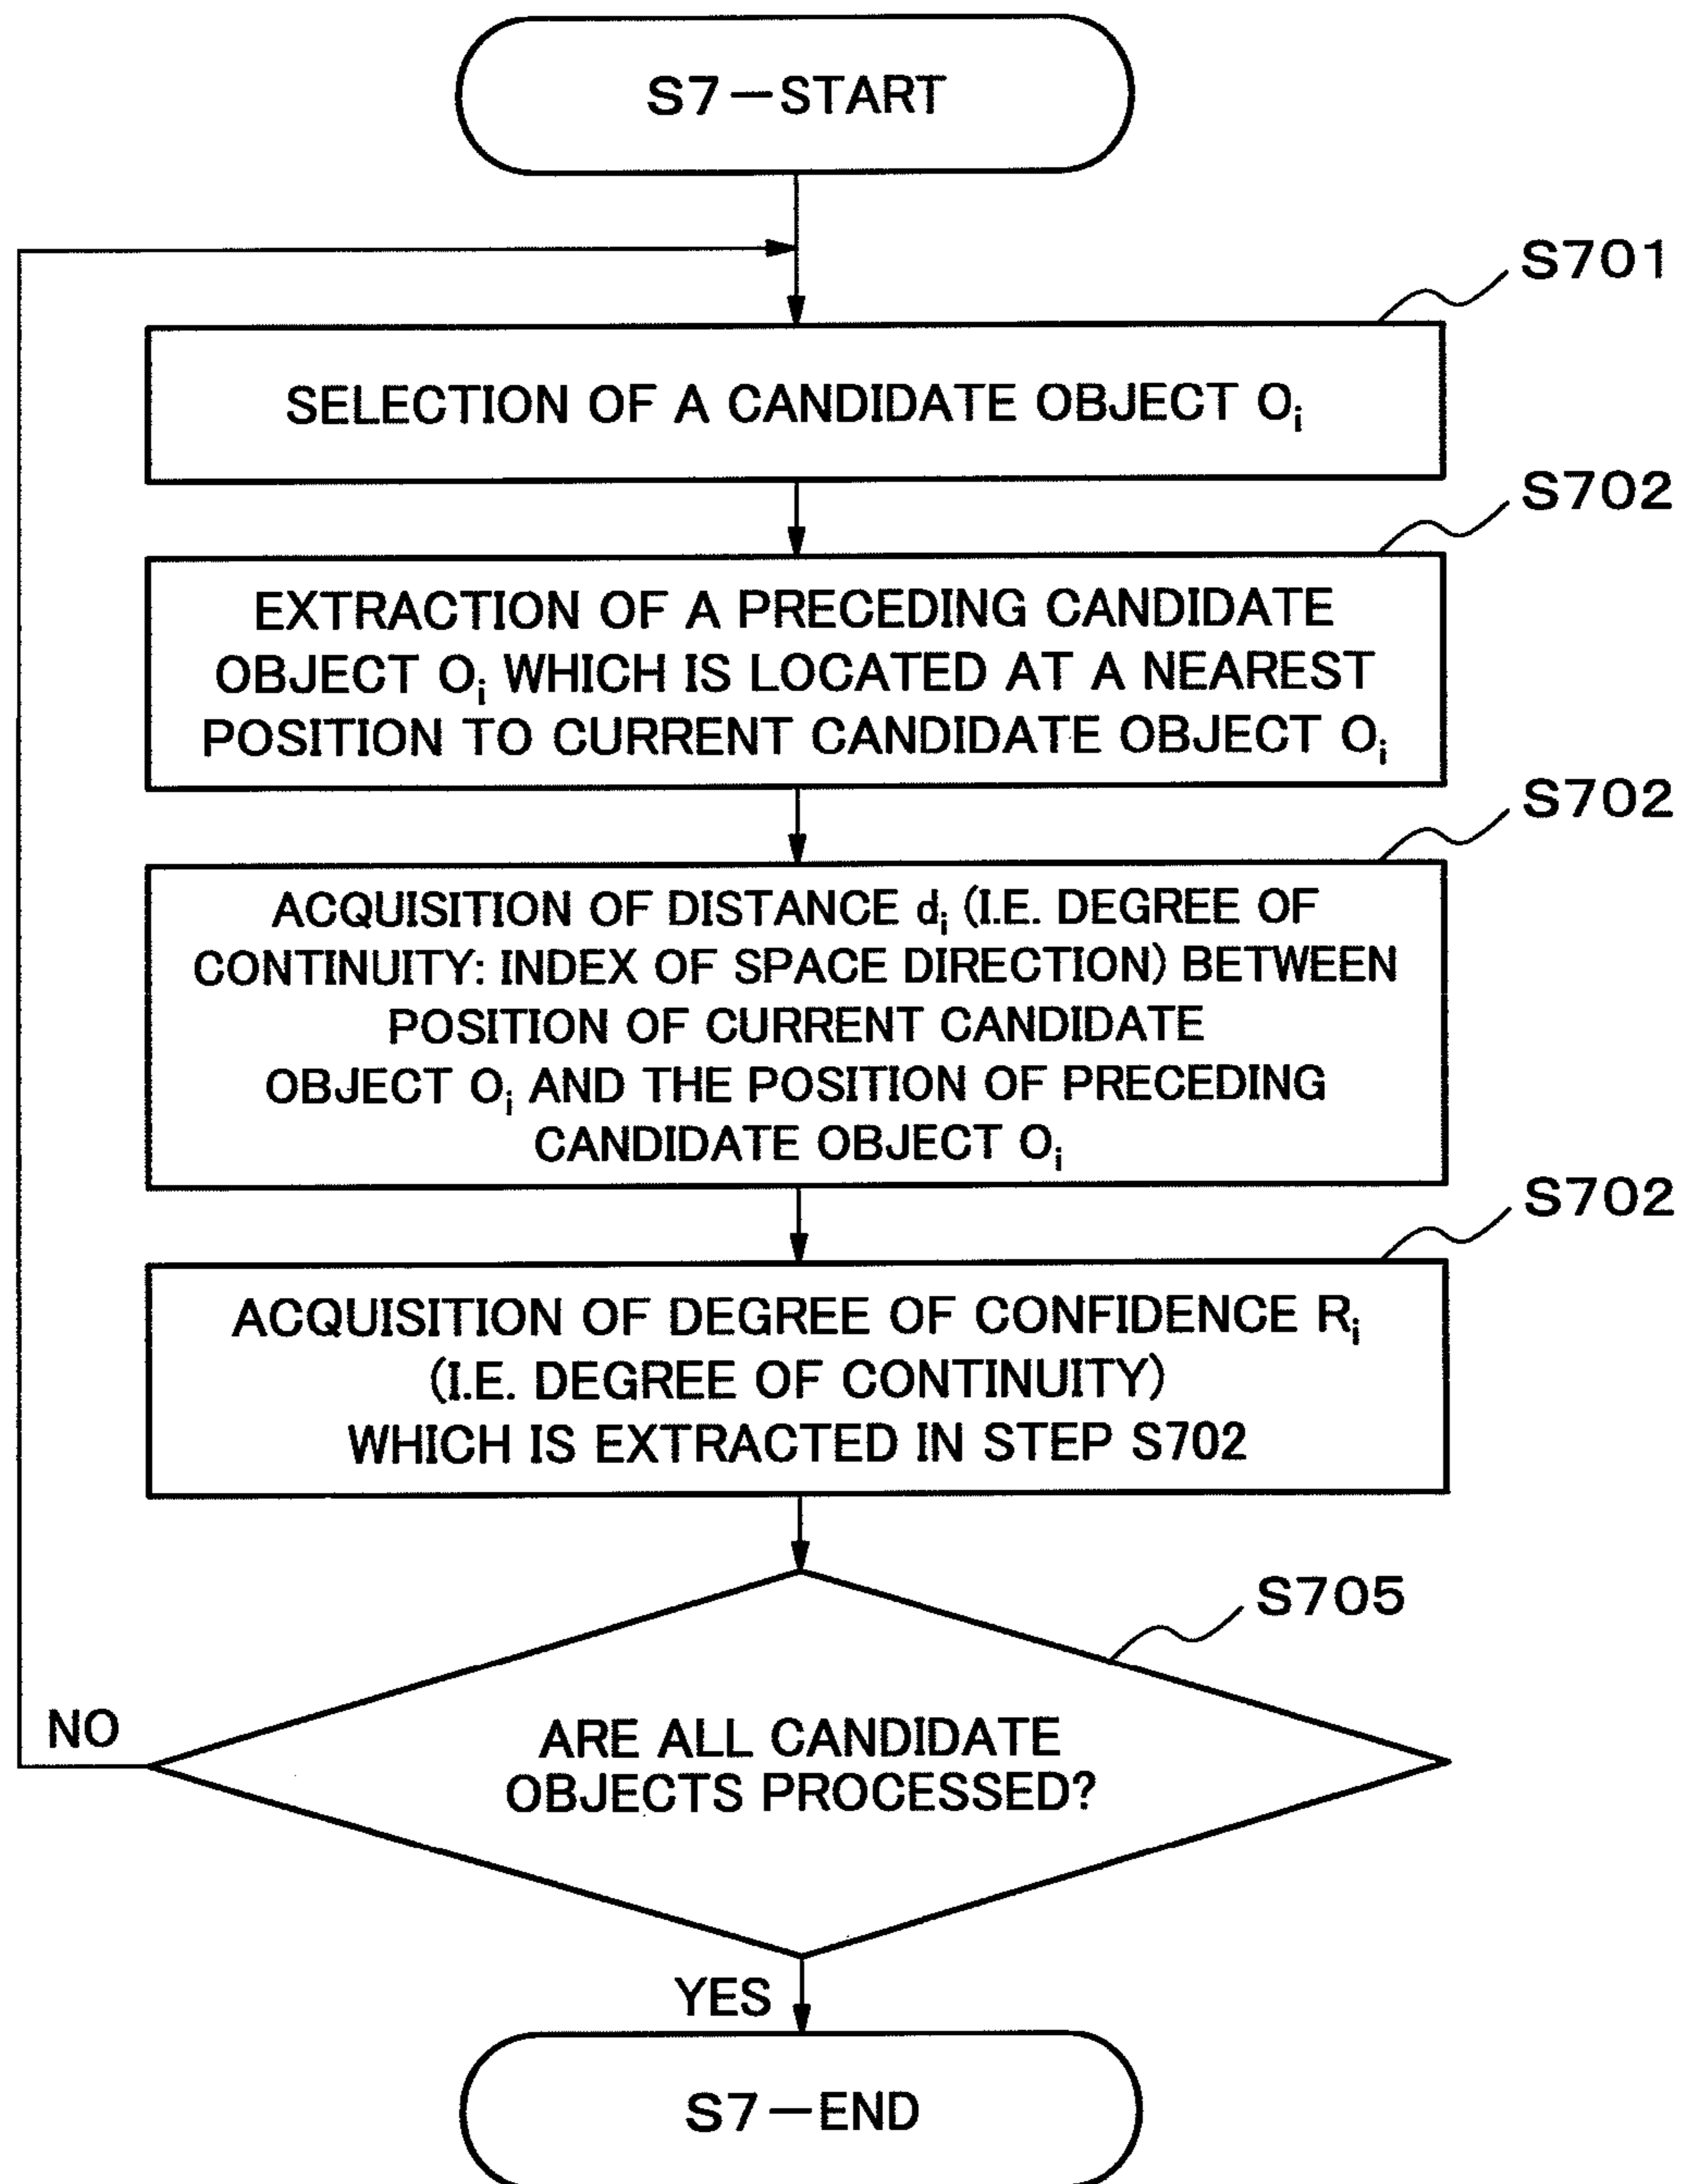 S7－START
S701
SELECTION OF A CANDIDATE OBJECT Oi
S702
EXTRACTION OF A PRECEDING CANDIDATE
OBJECT Oi WHICH IS LOCATED AT A NEAREST
POSITION TO CURRENT CANDIDATE OBJECT Oi
S702
ACQUISITION OF DISTANCE di (I.E. DEGREE OF
CONTINUITY: INDEX OF SPACE DIRECTION) BETWEEN
POSITION OF CURRENT CANDIDATE
OBJECT Oi AND THE POSITION OF PRECEDING
CANDIDATE OBJECT Oi
S702
ACQUISITION OF DEGREE OF CONFIDENCE Ri
(I.E. DEGREE OF CONTINUITY)
WHICH IS EXTRACTED IN STEP S702
S705
NO
ARE ALL CANDIDATE
OBJECTS PROCESSED?
YES
S7－END